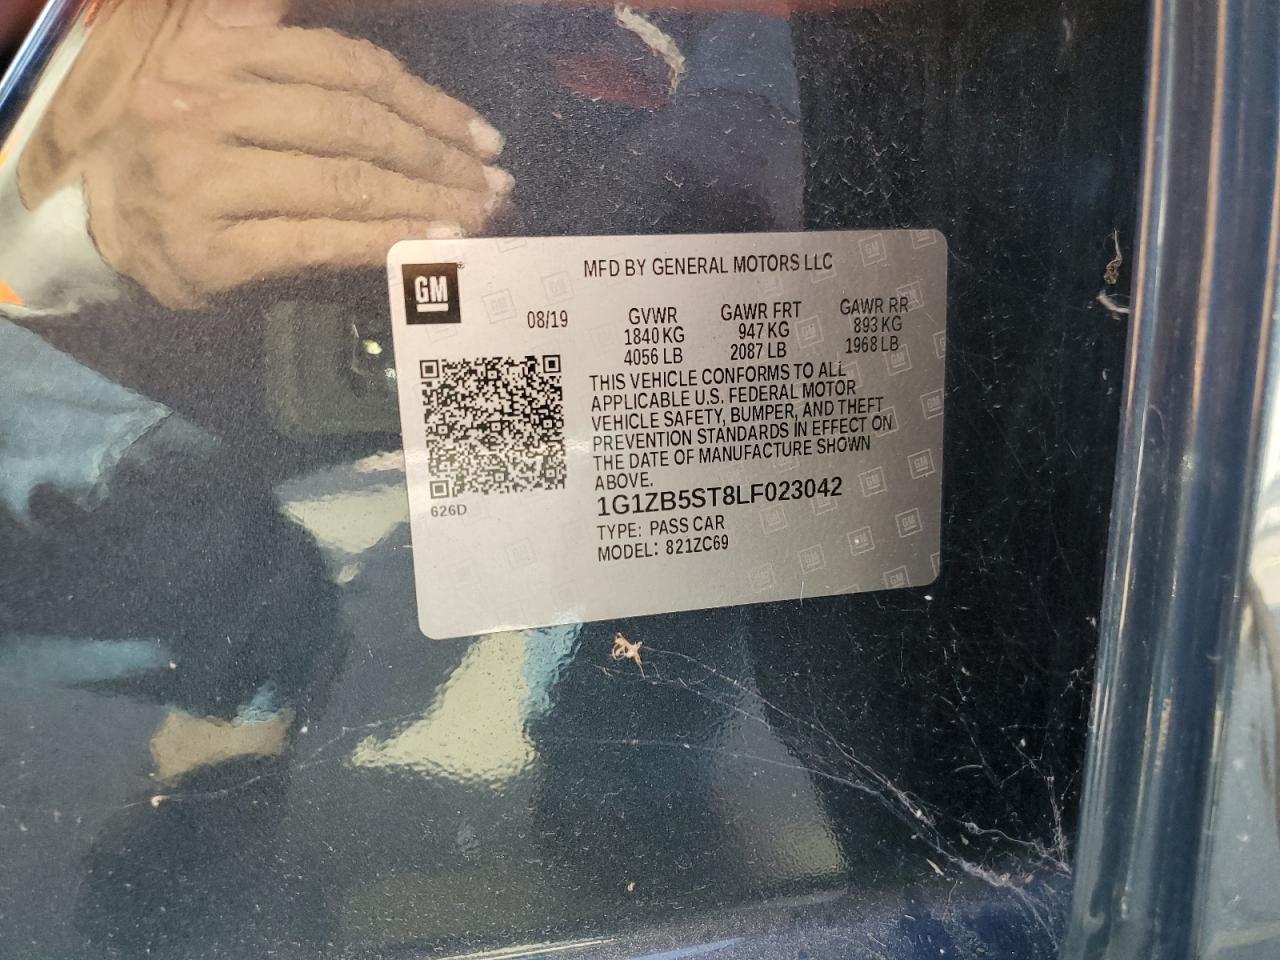 MFD BY GENERAL MOTORS LLC
GM
08/19
GVWR GAWR FRT GAWR RR
1840 KG 947 KG 893 KG
4056 LB 2087 LB 1968 LB
THIS VEHICLE CONFORMS TO ALL
APPLICABLE U.S. FEDERAL MOTOR
VEHICLE SAFETY, BUMPER, AND THEFT
PREVENTION STANDARDS IN EFFECT ON
THE DATE OF MANUFACTURE SHOWN
ABOVE.
1G1ZB5ST8LF023042
626D
TYPE: PASS CAR
MODEL: 821ZC69